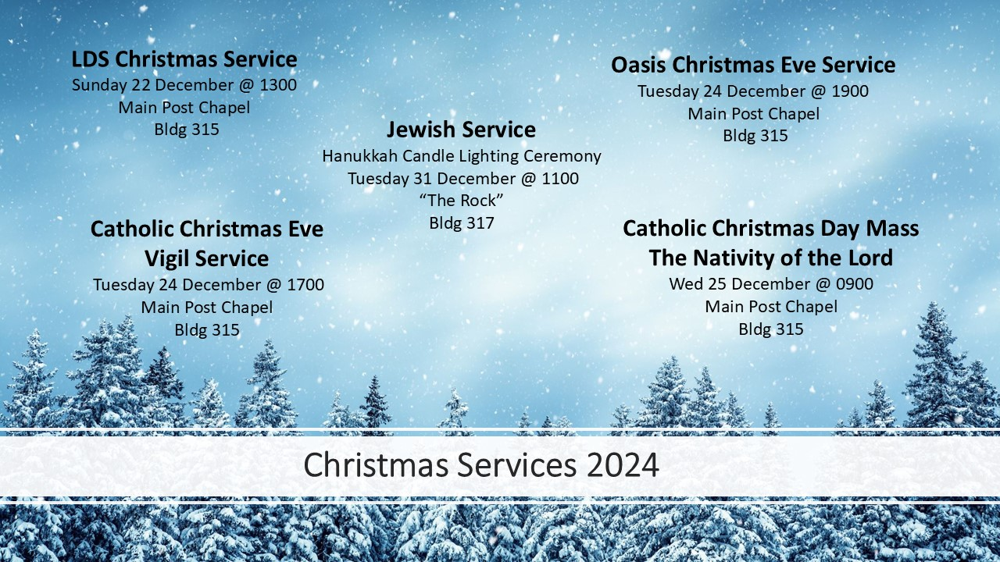 LDS Christmas Service
Sunday 22 December @ 1300
Main Post Chapel
Bldg 315
Oasis Christmas Eve Service
Tuesday 24 December @ 1900
Main Post Chapel
Bldg 315
Jewish Service
Hanukkah Candle Lighting Ceremony
Tuesday 31 December @ 1100
“The Rock”
Bldg 317
Catholic Christmas Eve
Vigil Service
Tuesday 24 December @ 1700
Main Post Chapel
Bldg 315
Catholic Christmas Day Mass
The Nativity of the Lord
Wed 25 December @ 0900
Main Post Chapel
Bldg 315
Christmas Services 2024